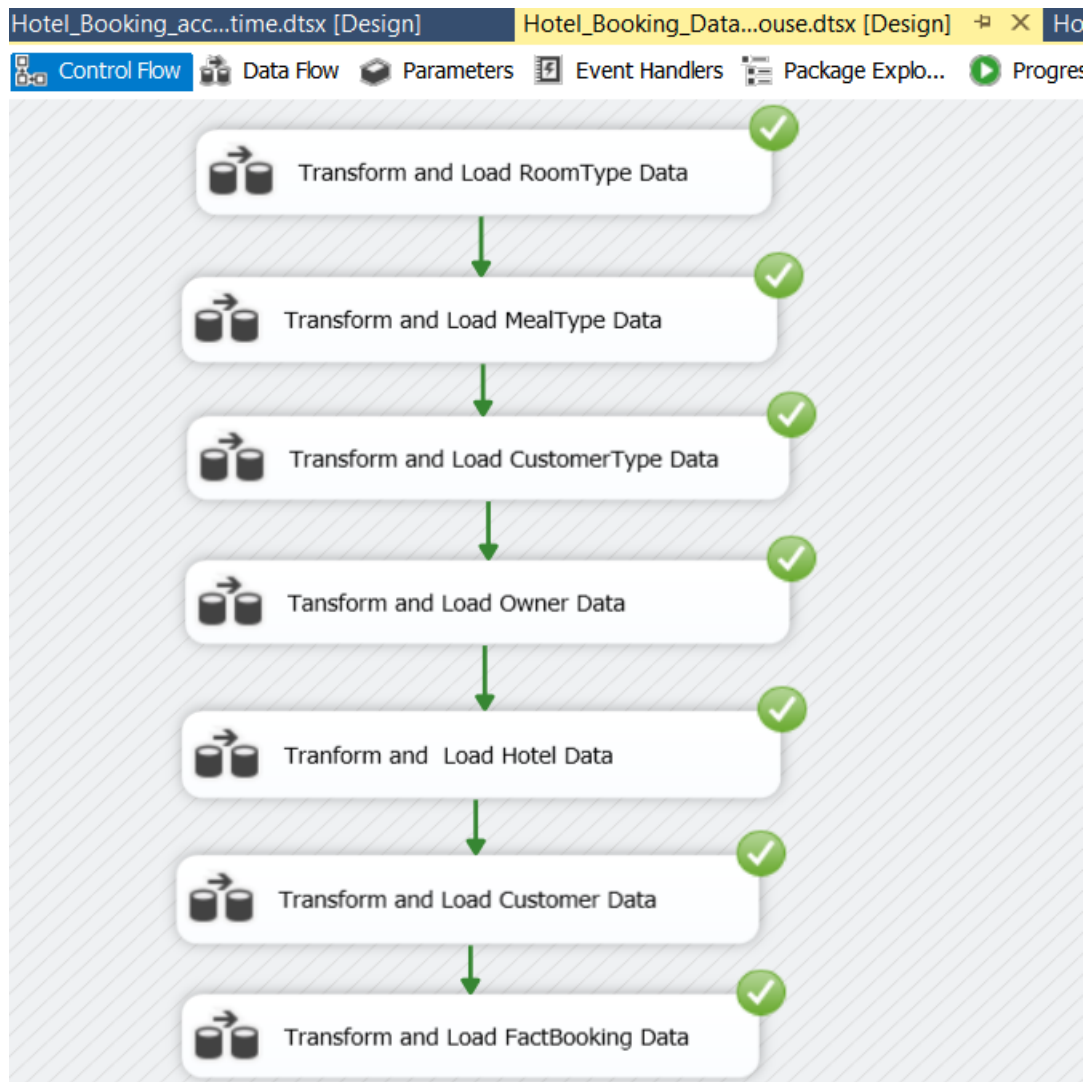 Hotel_Booking_acc...time.dtsx [Design] Hotel_Booking_Data...ouse.dtsx [Design] Ho
Control Flow Data Flow Parameters Event Handlers Package Explo... Progres
Transform and Load RoomType Data
Transform and Load MealType Data
Transform and Load CustomerType Data
Tansform and Load Owner Data
Tranform and  Load Hotel Data
Transform and Load Customer Data
Transform and Load FactBooking Data